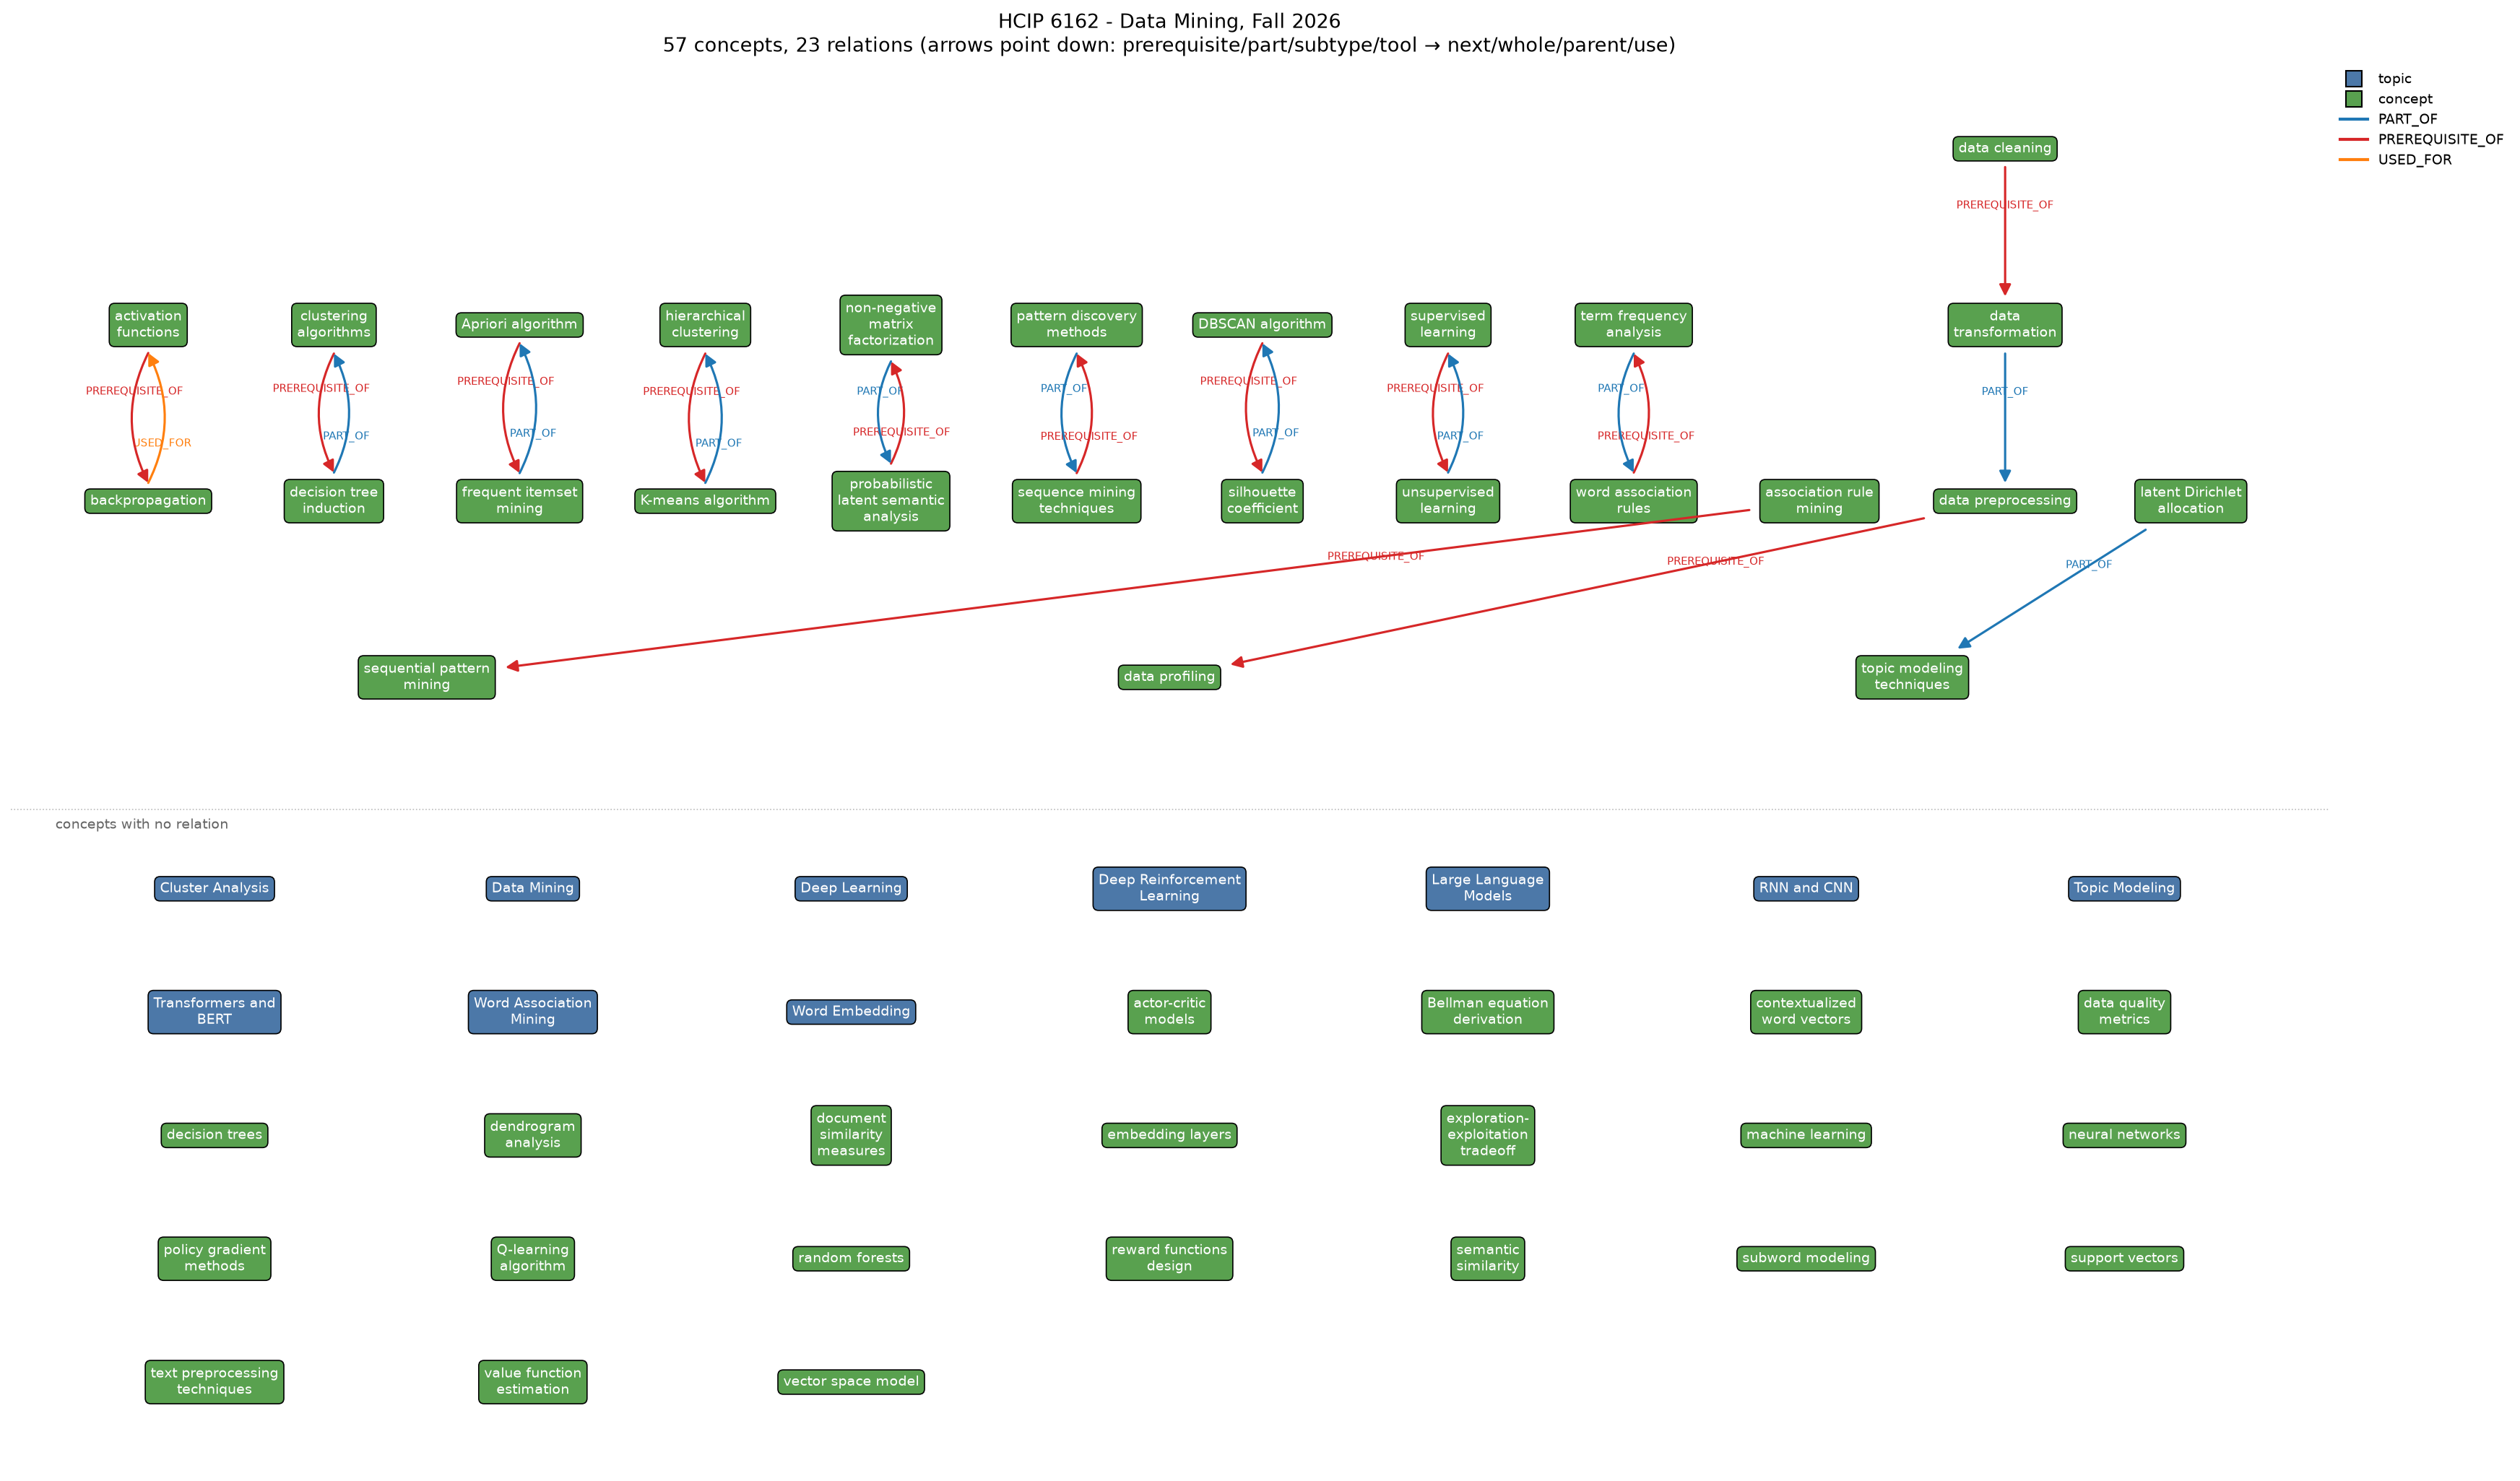 HCIP 6162 - Data Mining, Fall 2026
57 concepts, 23 relations (arrows point down: prerequisite/part/subtype/tool → next/whole/parent/use)
topic
concept
PART_OF
PREREQUISITE_OF
USED_FOR
data cleaning
PREREQUISITE_OF
activation
functions
clustering
algorithms
Apriori algorithm
hierarchical
clustering
non-negative
matrix
factorization
pattern discovery
methods
DBSCAN algorithm
supervised
learning
term frequency
analysis
data
transformation
PREREQUISITE_OF
USED_FOR
PREREQUISITE_OF
PART_OF
PREREQUISITE_OF
PART_OF
PREREQUISITE_OF
PART_OF
PART_OF
PREREQUISITE_OF
PART_OF
PREREQUISITE_OF
PREREQUISITE_OF
PART_OF
PREREQUISITE_OF
PART_OF
PART_OF
PREREQUISITE_OF
PART_OF
backpropagation
decision tree
induction
frequent itemset
mining
K-means algorithm
probabilistic
latent semantic
analysis
sequence mining
techniques
silhouette
coefficient
unsupervised
learning
word association
rules
association rule
mining
data preprocessing
latent Dirichlet
allocation
PREREQUISITE_OF
PREREQUISITE_OF
PART_OF
sequential pattern
mining
data profiling
topic modeling
techniques
concepts with no relation
Cluster Analysis
Data Mining
Deep Learning
Deep Reinforcement
Learning
Large Language
Models
RNN and CNN
Topic Modeling
Transformers and
BERT
Word Association
Mining
Word Embedding
actor-critic
models
Bellman equation
derivation
contextualized
word vectors
data quality
metrics
decision trees
dendrogram
analysis
document
similarity
measures
embedding layers
exploration-
exploitation
tradeoff
machine learning
neural networks
policy gradient
methods
Q-learning
algorithm
random forests
reward functions
design
semantic
similarity
subword modeling
support vectors
text preprocessing
techniques
value function
estimation
vector space model